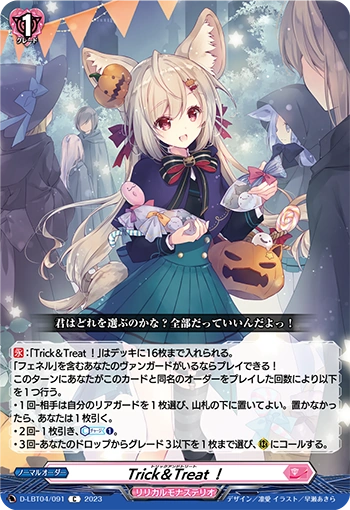 1
グレード
君はどれを選ぶのかな？全部だっていいんだよっ！
永：「Trick＆Treat！」はデッキに16枚まで入れられる。
「フェネル」を含むあなたのヴァンガードがいるならプレイできる！
このターンにあなたがこのカードと同名のオーダーをプレイした回数により以下を1つ行う。
・1回-相手は自分のリアガードを1枚選び、山札の下に置いてよい。置かなかったら、あなたは1枚引く。
・2回-1枚引き、
・3回-あなたのドロップからグレード3以下を1枚まで選び、Rにコールする。
ノーマルオーダー
トリックアンドトリート
Trick＆Treat！
リリカルモナステリオ
D-LBT04/091 C 2023
デザイン／凛愛 イラスト／早瀬あきら